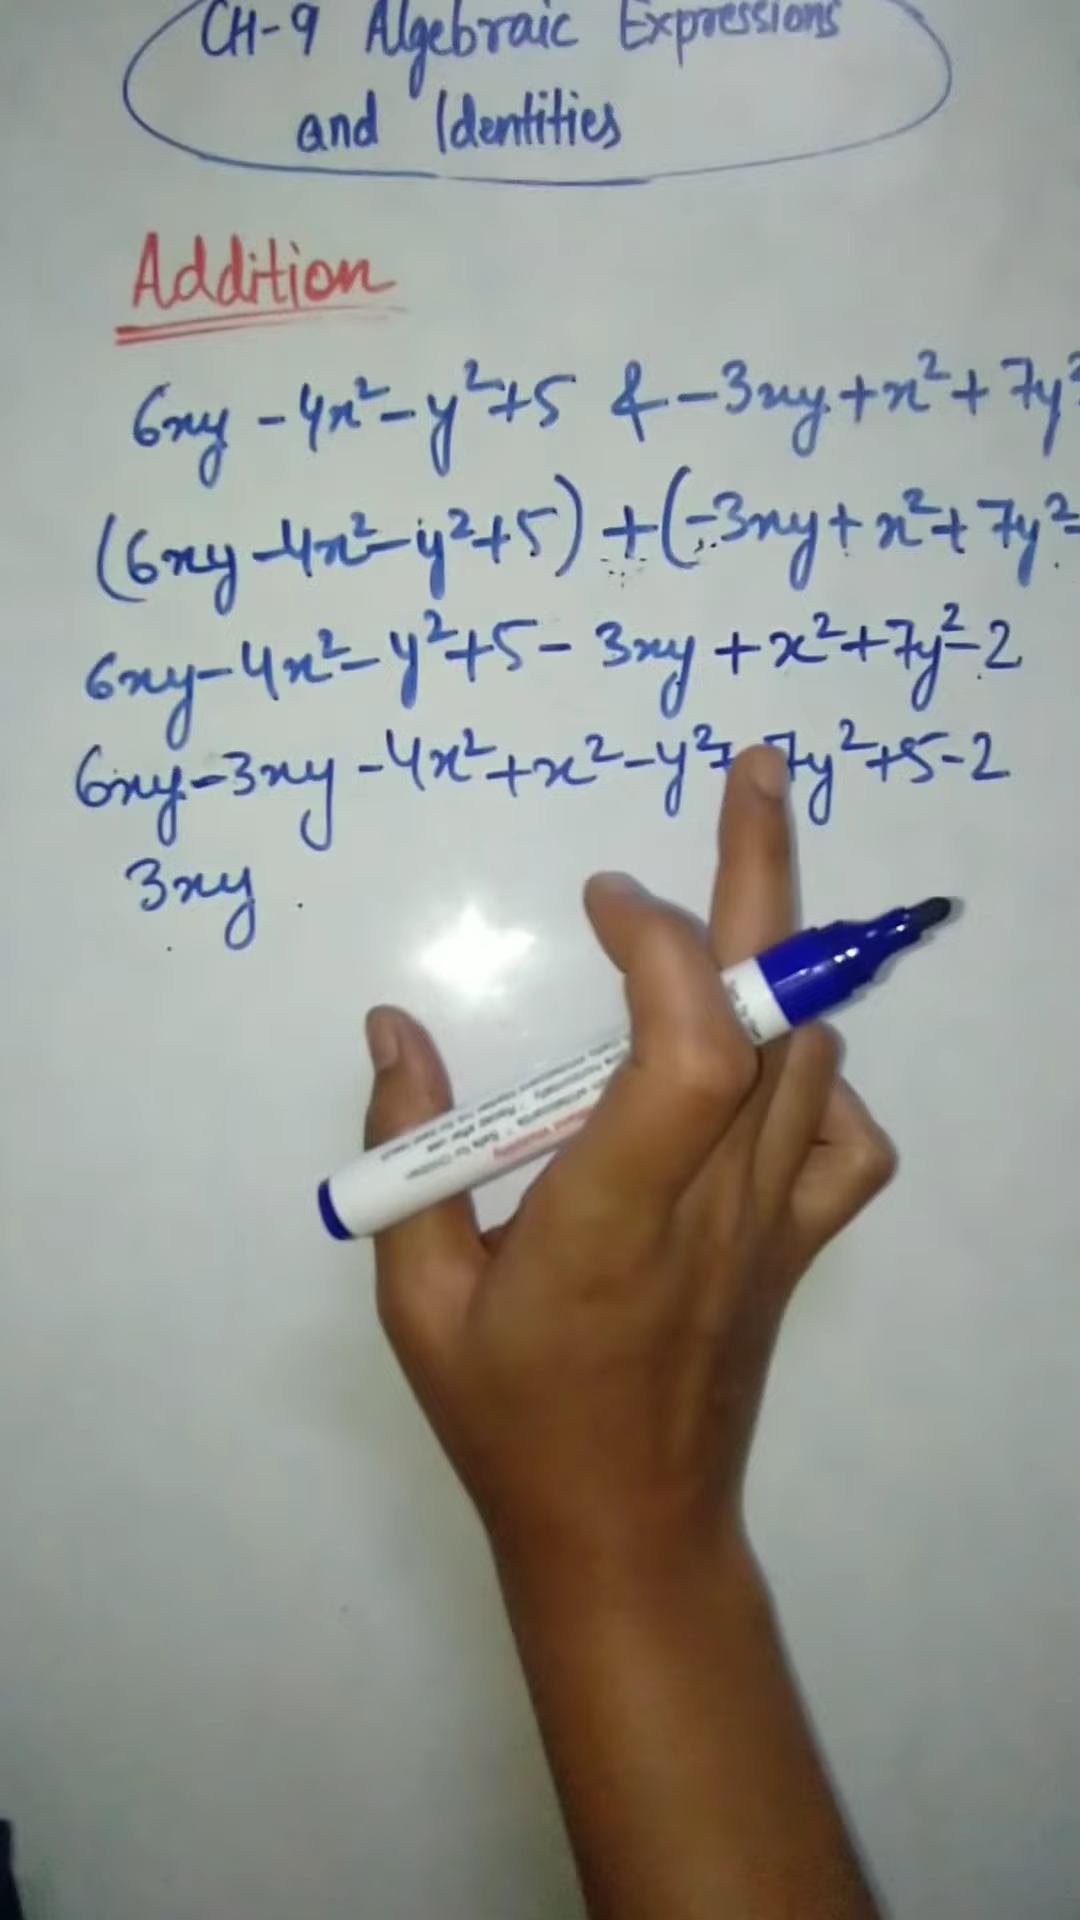 CH-9 Algebraic Expressions
and Identities
Addition
6xy - 4x² - y² + 5 & - 3xy + x² + 7y²
(6xy - 4x² - y² + 5) + (-3xy + x² + 7y² -
6xy - 4x² - y² + 5 - 3xy + x² + 7y² - 2
6xy - 3xy - 4x² + x² - y² + 7y² + 5 - 2
3xy